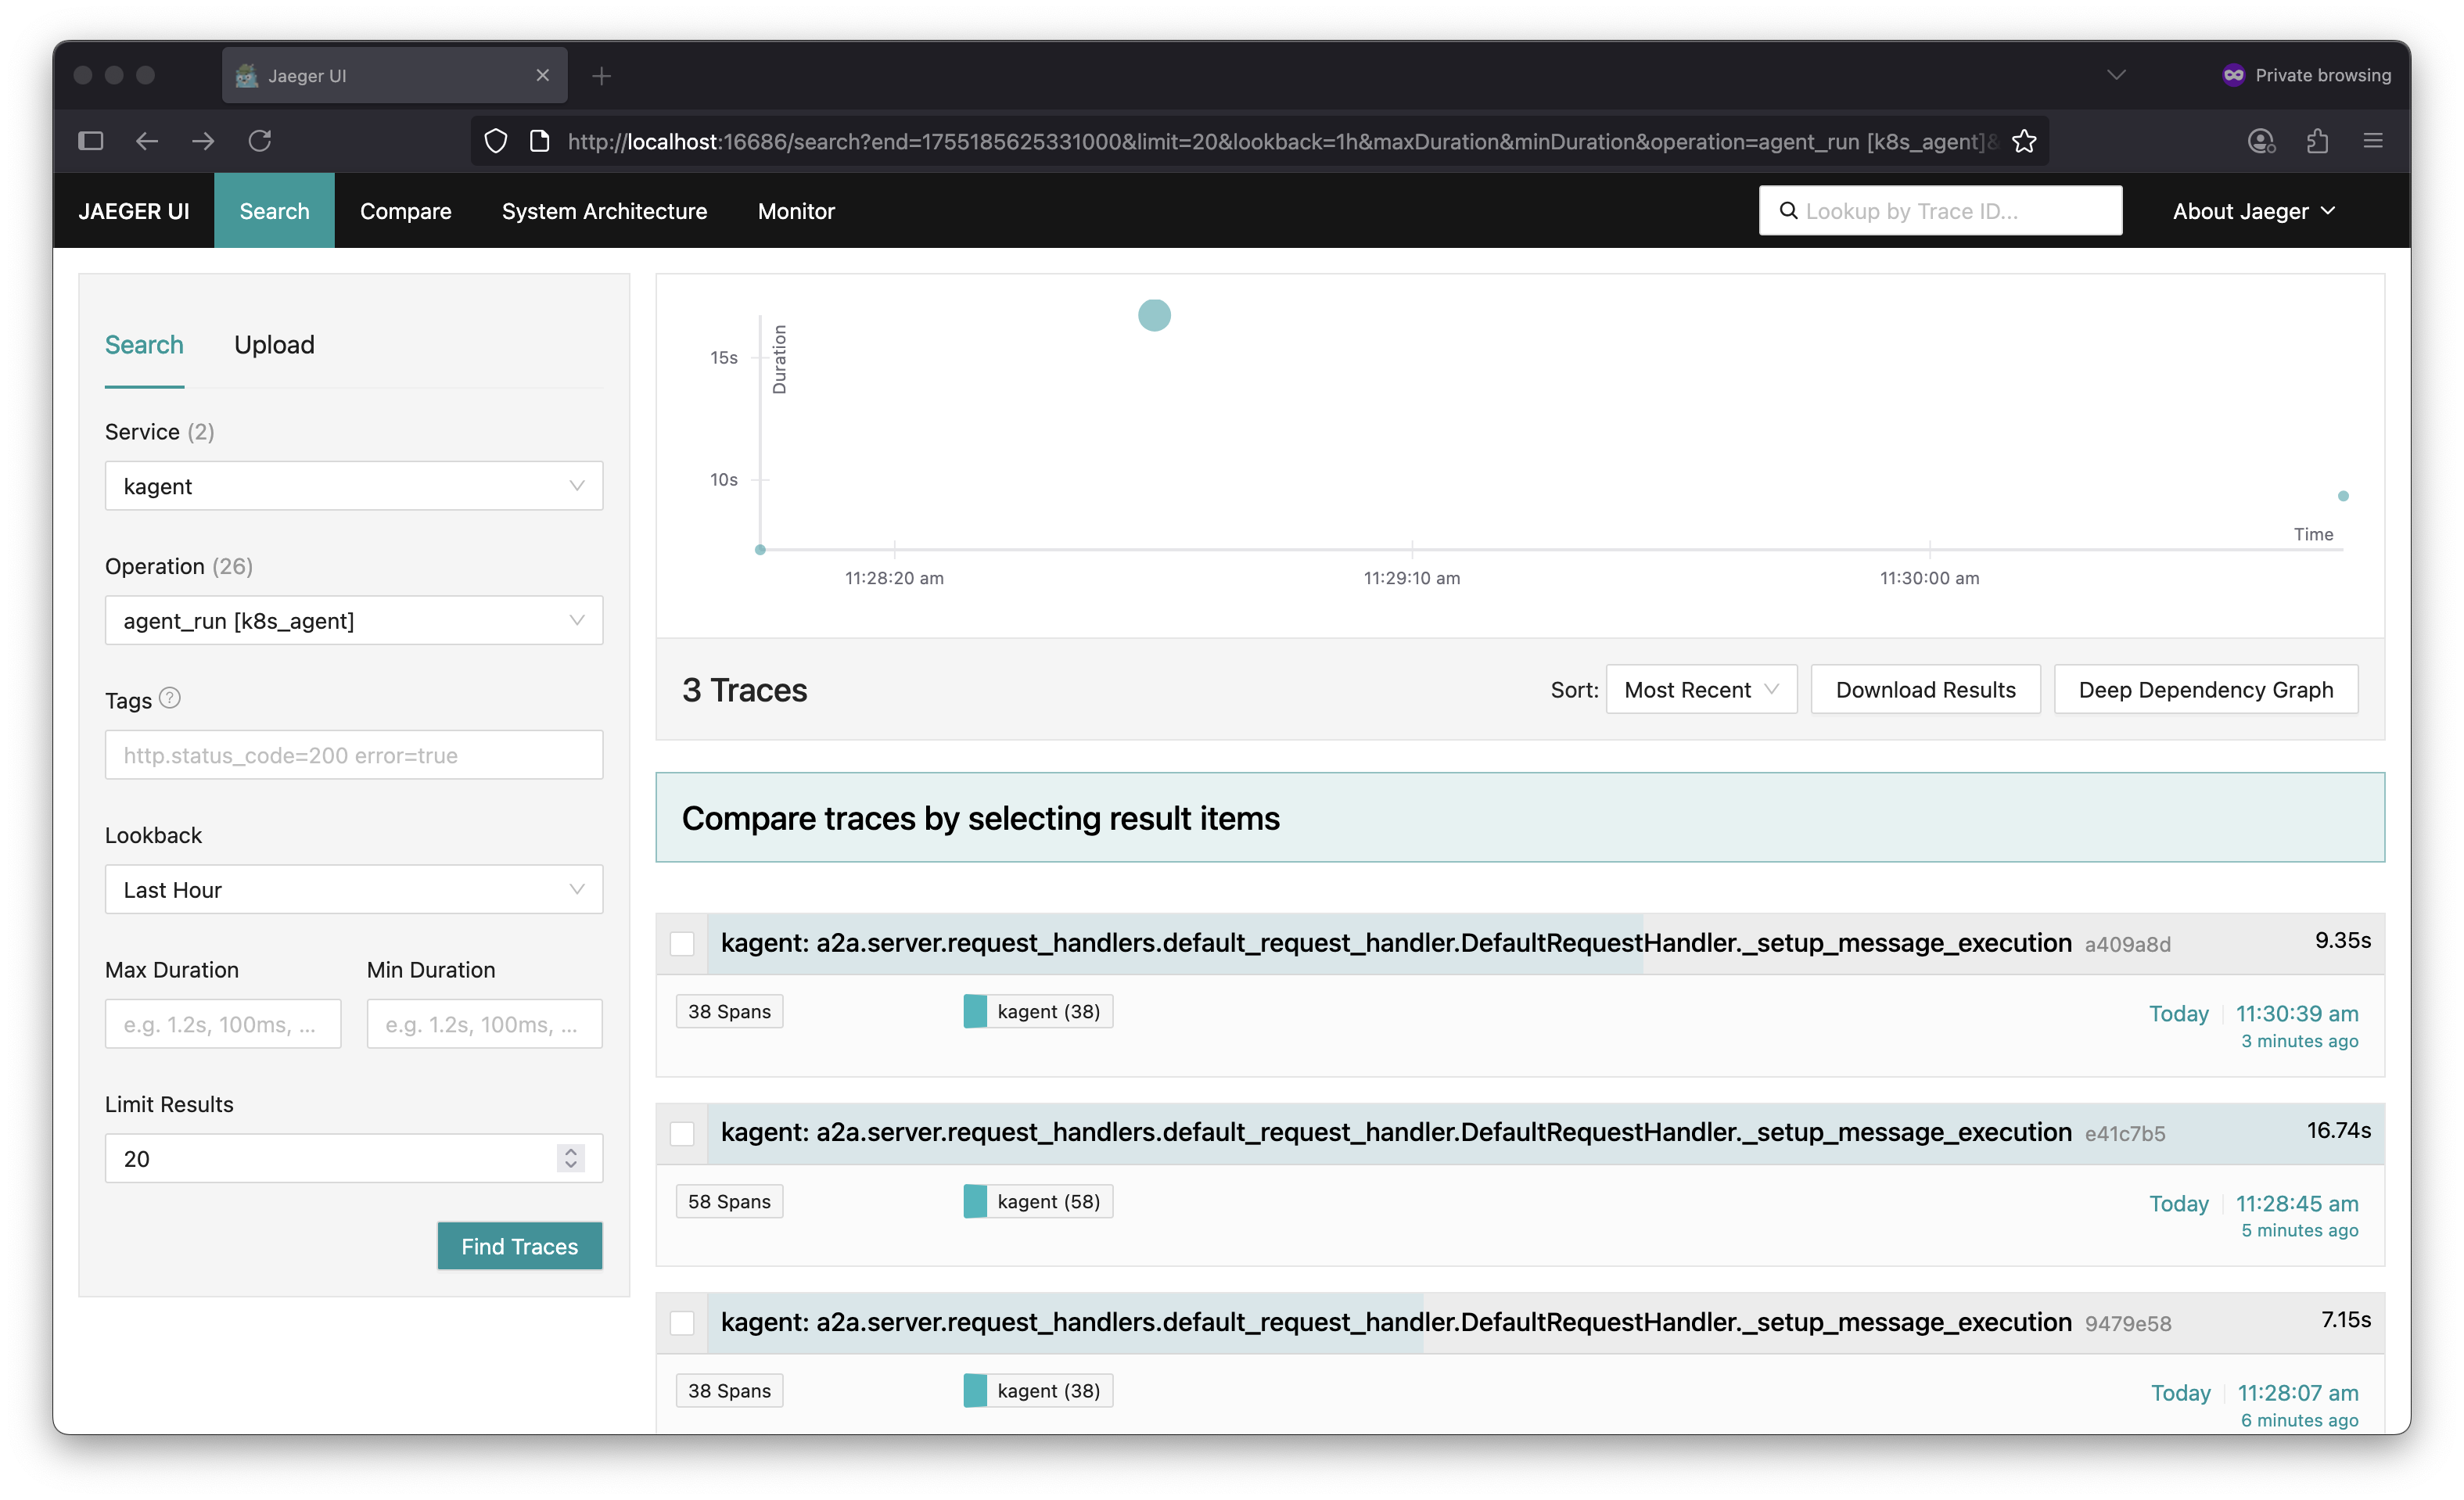 Jaeger UI
Private browsing
http://localhost:16686/search?end=1755185625331000&limit=20&lookback=1h&maxDuration&minDuration&operation=agent_run [k8s_agent]&
JAEGER UI
Search
Compare
System Architecture
Monitor
Lookup by Trace ID...
About Jaeger
Search
Upload
Service (2)
kagent
Operation (26)
agent_run [k8s_agent]
Tags ?
http.status_code=200 error=true
Lookback
Last Hour
Max Duration
Min Duration
e.g. 1.2s, 100ms, ...
e.g. 1.2s, 100ms, ...
Limit Results
20
Find Traces
Duration
15s
10s
Time
11:28:20 am
11:29:10 am
11:30:00 am
3 Traces
Sort:
Most Recent
Download Results
Deep Dependency Graph
Compare traces by selecting result items
kagent: a2a.server.request_handlers.default_request_handler.DefaultRequestHandler._setup_message_execution a409a8d
9.35s
38 Spans
kagent (38)
Today
11:30:39 am
3 minutes ago
kagent: a2a.server.request_handlers.default_request_handler.DefaultRequestHandler._setup_message_execution e41c7b5
16.74s
58 Spans
kagent (58)
Today
11:28:45 am
5 minutes ago
kagent: a2a.server.request_handlers.default_request_handler.DefaultRequestHandler._setup_message_execution 9479e58
7.15s
38 Spans
kagent (38)
Today
11:28:07 am
6 minutes ago